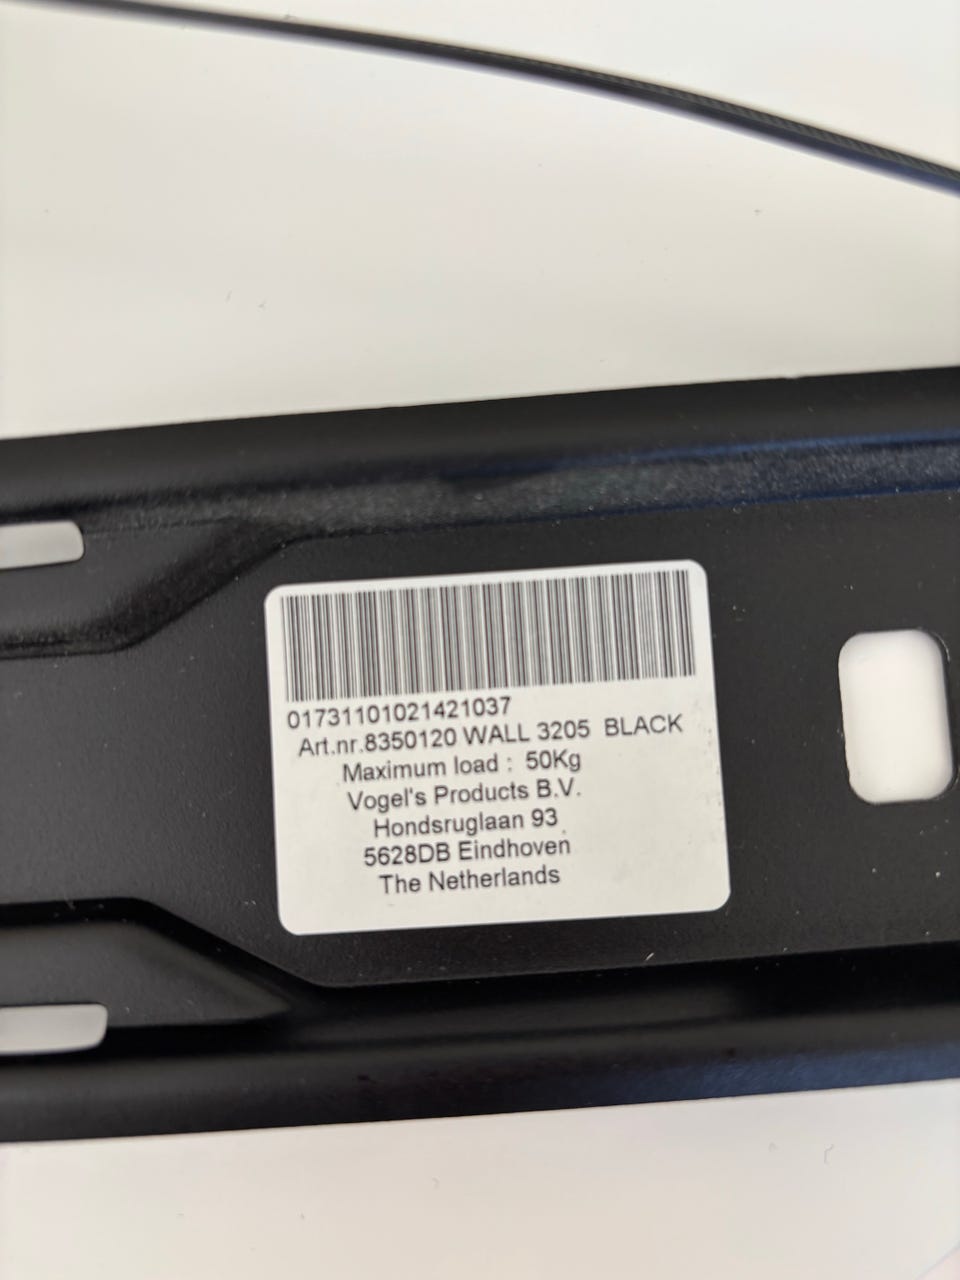 01731101021421037
Art.nr.8350120 WALL 3205 BLACK
Maximum load : 50Kg
Vogel's Products B.V.
Hondsruglaan 93
5628DB Eindhoven
The Netherlands